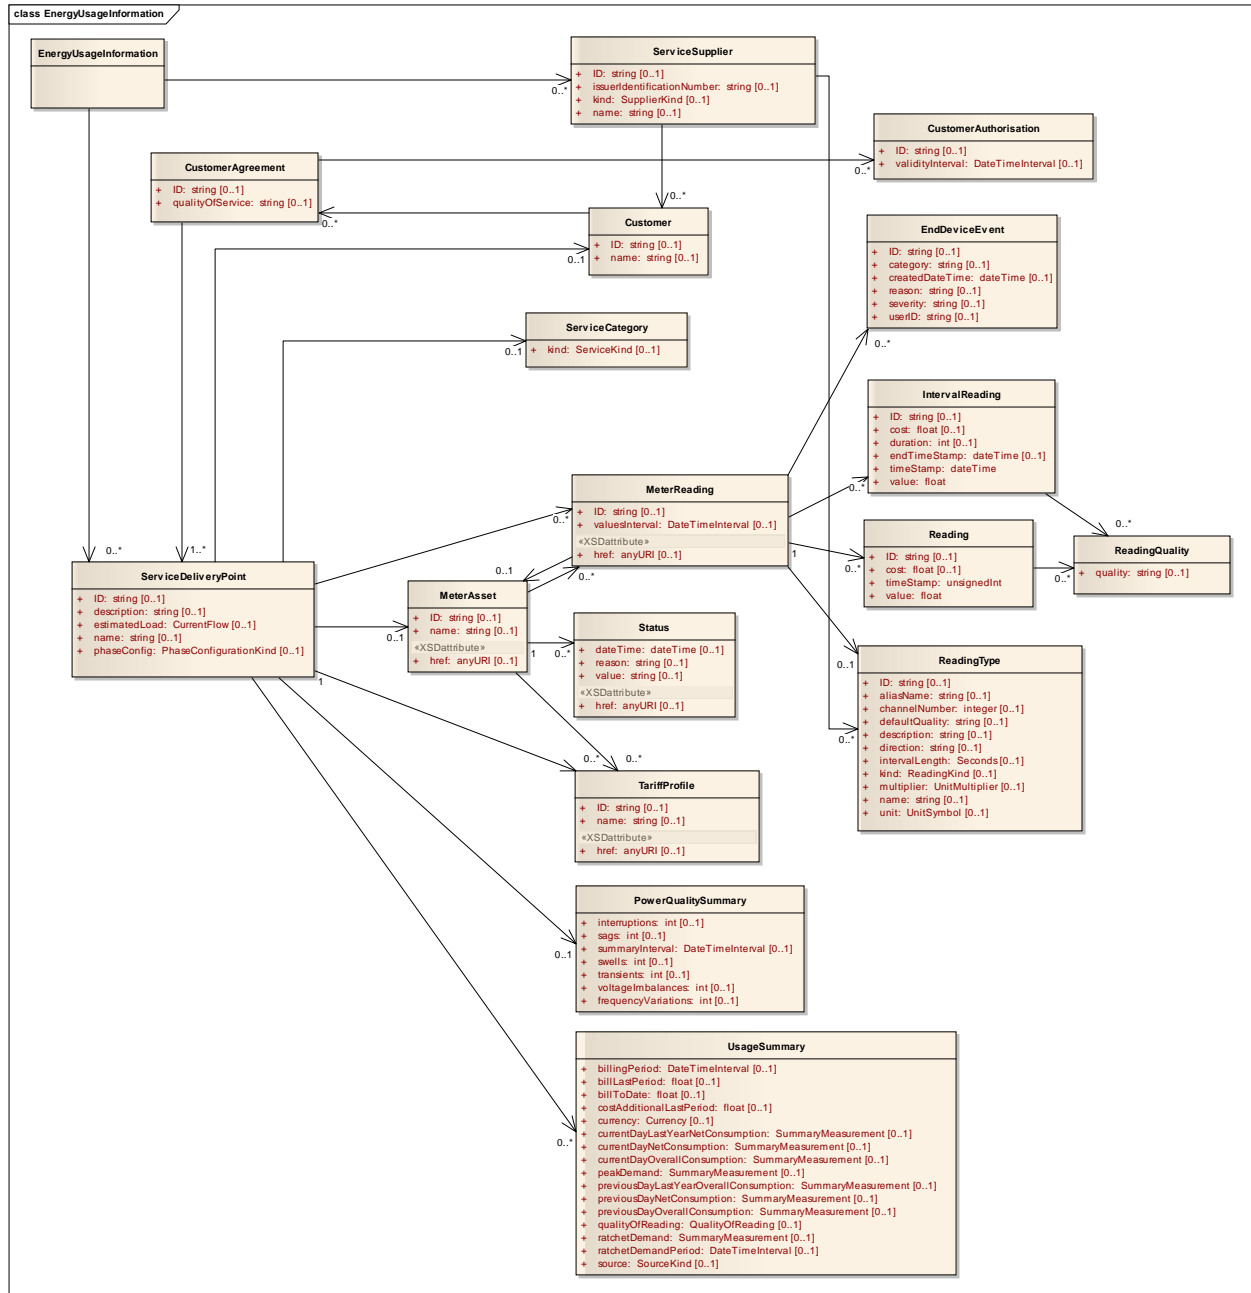 class EnergyUsageInformation
EnergyUsageInformation
ServiceSupplier
+ ID: string [0..1]
+ issuerIdentificationNumber: string [0..1]
+ kind: SupplierKind [0..1]
+ name: string [0..1]
0..*
CustomerAuthorisation
+ ID: string [0..1]
+ validityInterval: DateTimeInterval [0..1]
0..*
CustomerAgreement
+ ID: string [0..1]
+ qualityOfService: string [0..1]
0..*
0..*
Customer
+ ID: string [0..1]
+ name: string [0..1]
0..1
EndDeviceEvent
+ ID: string [0..1]
+ category: string [0..1]
+ createdDateTime: dateTime [0..1]
+ reason: string [0..1]
+ severity: string [0..1]
+ userID: string [0..1]
0..*
ServiceCategory
+ kind: ServiceKind [0..1]
0..1
IntervalReading
+ ID: string [0..1]
+ cost: float [0..1]
+ duration: int [0..1]
+ endTimeStamp: dateTime [0..1]
+ timeStamp: dateTime
+ value: float
0..*
MeterReading
+ ID: string [0..1]
+ valuesInterval: DateTimeInterval [0..1]
«XSDattribute»
+ href: anyURI [0..1]
0..*
1
Reading
+ ID: string [0..1]
+ cost: float [0..1]
+ timeStamp: unsignedInt
+ value: float
0..*
0..*
ReadingQuality
+ quality: string [0..1]
0..*
0..*
1..*
ServiceDeliveryPoint
+ ID: string [0..1]
+ description: string [0..1]
+ estimatedLoad: CurrentFlow [0..1]
+ name: string [0..1]
+ phaseConfig: PhaseConfigurationKind [0..1]
1
0..1
0..*
MeterAsset
+ ID: string [0..1]
+ name: string [0..1]
«XSDattribute»
+ href: anyURI [0..1]
0..1
1
Status
+ dateTime: dateTime [0..1]
+ reason: string [0..1]
+ value: string [0..1]
«XSDattribute»
+ href: anyURI [0..1]
0..*
0..1
ReadingType
+ ID: string [0..1]
+ aliasName: string [0..1]
+ channelNumber: integer [0..1]
+ defaultQuality: string [0..1]
+ description: string [0..1]
+ direction: string [0..1]
+ intervalLength: Seconds [0..1]
+ kind: ReadingKind [0..1]
+ multiplier: UnitMultiplier [0..1]
+ name: string [0..1]
+ unit: UnitSymbol [0..1]
0..*
0..*
0..*
TariffProfile
+ ID: string [0..1]
+ name: string [0..1]
«XSDattribute»
+ href: anyURI [0..1]
PowerQualitySummary
+ interruptions: int [0..1]
+ sags: int [0..1]
+ summaryInterval: DateTimeInterval [0..1]
+ swells: int [0..1]
+ transients: int [0..1]
+ voltageImbalances: int [0..1]
+ frequencyVariations: int [0..1]
0..1
UsageSummary
+ billingPeriod: DateTimeInterval [0..1]
+ billLastPeriod: float [0..1]
+ billToDate: float [0..1]
+ costAdditionalLastPeriod: float [0..1]
+ currency: Currency [0..1]
+ currentDayLastYearNetConsumption: SummaryMeasurement [0..1]
+ currentDayNetConsumption: SummaryMeasurement [0..1]
+ currentDayOverallConsumption: SummaryMeasurement [0..1]
+ peakDemand: SummaryMeasurement [0..1]
+ previousDayLastYearOverallConsumption: SummaryMeasurement [0..1]
+ previousDayNetConsumption: SummaryMeasurement [0..1]
+ previousDayOverallConsumption: SummaryMeasurement [0..1]
+ qualityOfReading: QualityOfReading [0..1]
+ ratchetDemand: SummaryMeasurement [0..1]
+ ratchetDemandPeriod: DateTimeInterval [0..1]
+ source: SourceKind [0..1]
0..*